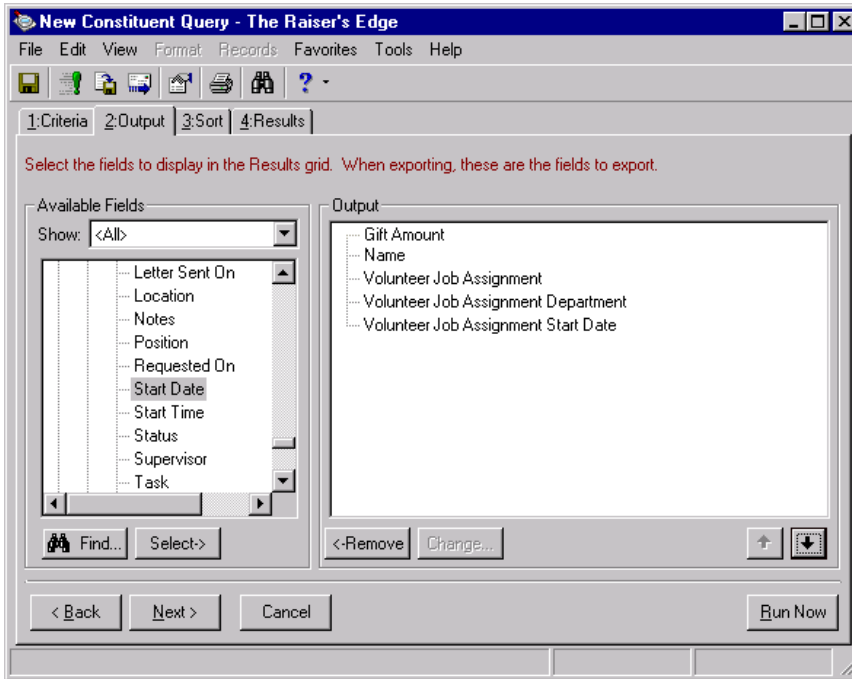 New Constituent Query - The Raiser's Edge
File Edit View Format Records Favorites Tools Help
?
1:Criteria 2:Output 3:Sort 4:Results
Select the fields to display in the Results grid. When exporting, these are the fields to export.
Available Fields
Show: <All>
Letter Sent On
Location
Notes
Position
Requested On
Start Date
Start Time
Status
Supervisor
Task
Find... Select->
Output
Gift Amount
Name
Volunteer Job Assignment
Volunteer Job Assignment Department
Volunteer Job Assignment Start Date
<-Remove Change...
< Back Next > Cancel Run Now